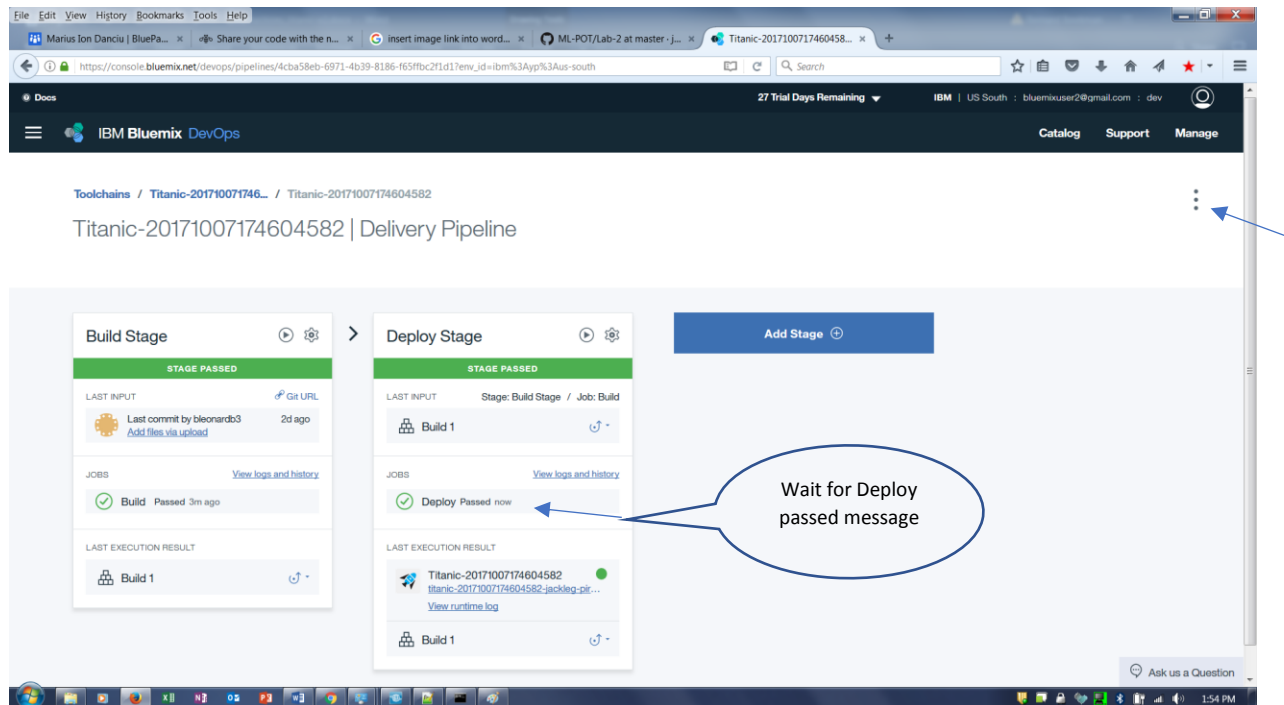 File Edit View History Bookmarks Tools Help
Marius Ion Danciu | BluePa... × Share your code with the n... × insert image link into word... × ML-POT/Lab-2 at master · j... × Titanic-2017100717460458... × +
https://console.bluemix.net/devops/pipelines/4cba58eb-6971-4b39-8186-f65ffbc2f1d1?env_id=ibm%3Ayp%3Aus-south Search
Docs 27 Trial Days Remaining IBM | US South : bluemixuser2@gmail.com : dev
IBM Bluemix DevOps Catalog Support Manage
Toolchains / Titanic-201710071746... / Titanic-20171007174604582
Titanic-20171007174604582 | Delivery Pipeline
Build Stage
STAGE PASSED
LAST INPUT Git URL
Last commit by bleonardb3 2d ago
Add files via upload
JOBS View logs and history
Build Passed 3m ago
LAST EXECUTION RESULT
Build 1
Deploy Stage
STAGE PASSED
LAST INPUT Stage: Build Stage / Job: Build
Build 1
JOBS View logs and history
Deploy Passed now
LAST EXECUTION RESULT
Titanic-20171007174604582
titanic-20171007174604582-jackleg-pir...
View runtime log
Build 1
Add Stage
Wait for Deploy
passed message
Ask us a Question
1:54 PM